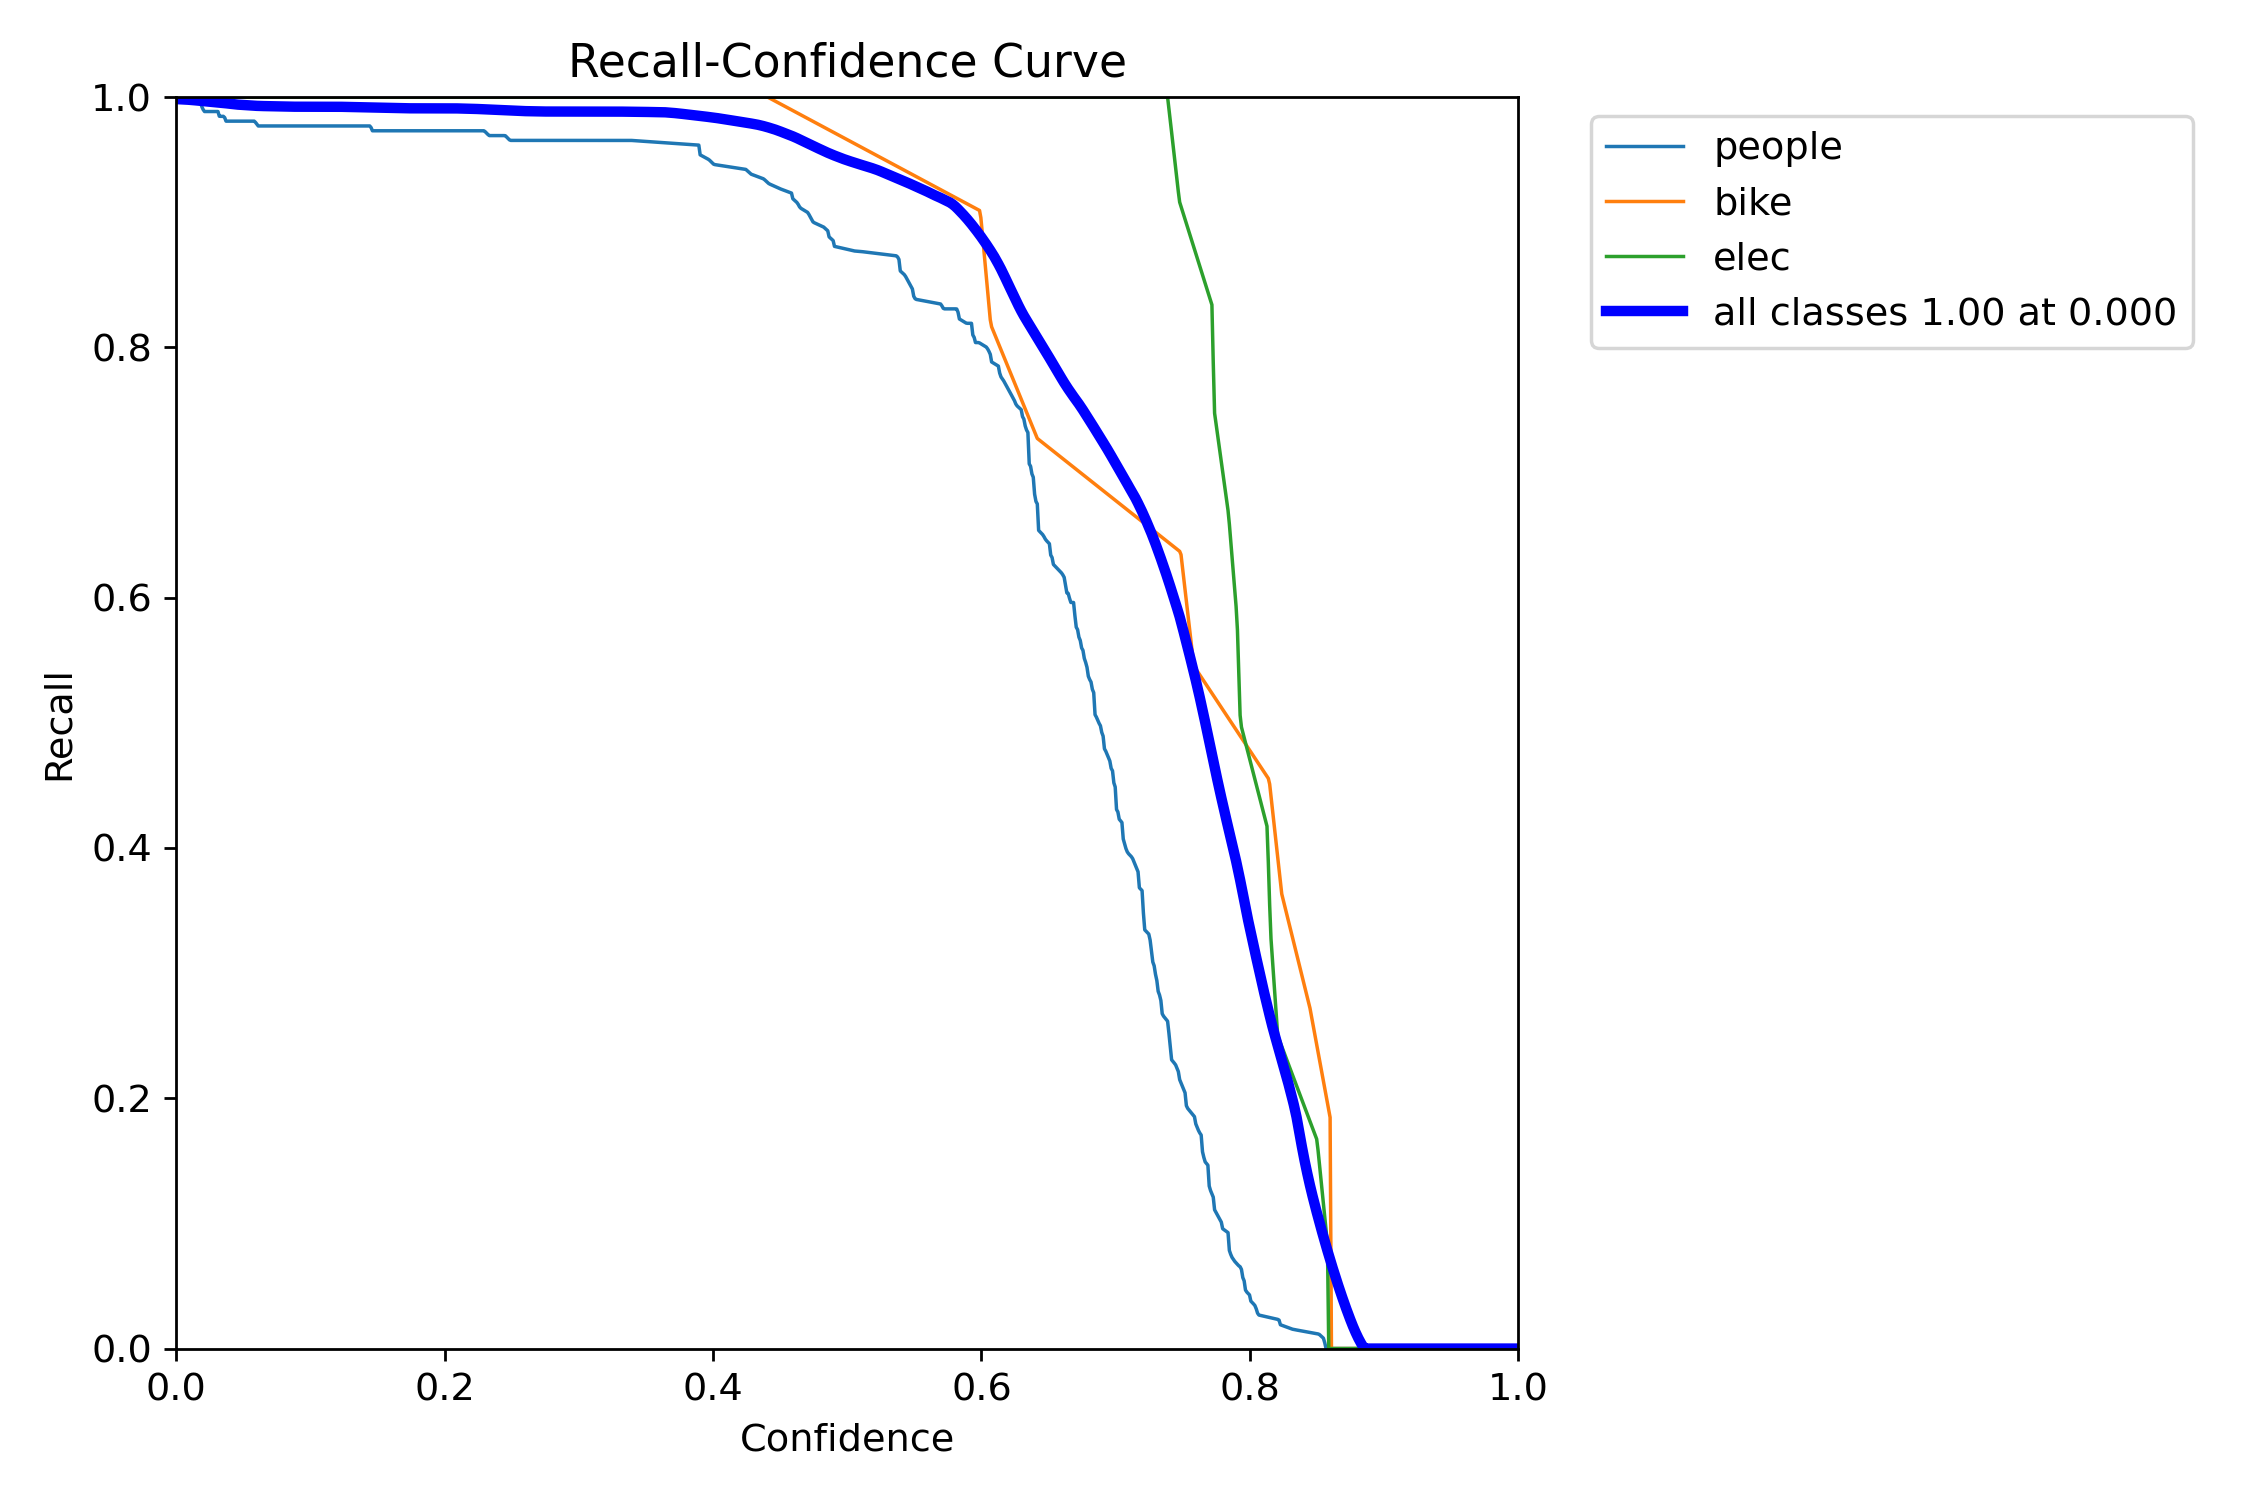 Recall-Confidence Curve
1.0
0.8
0.6
0.4
0.2
0.0
Recall
0.0 0.2 0.4 0.6 0.8 1.0
Confidence
people
bike
elec
all classes 1.00 at 0.000